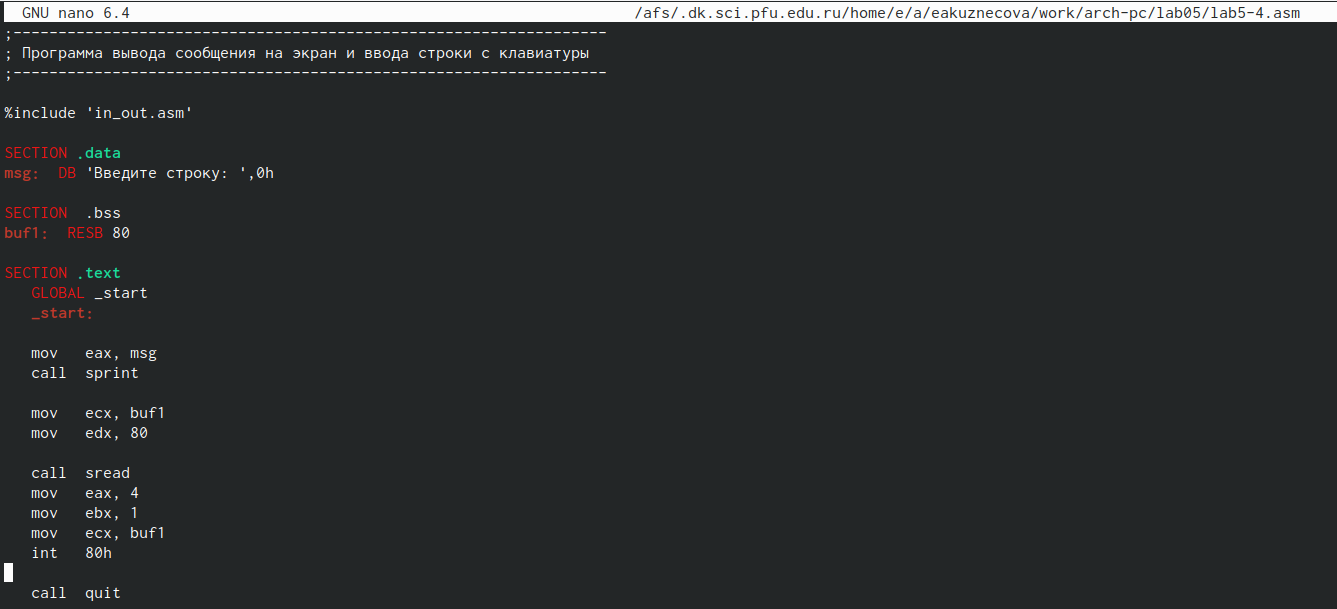 GNU nano 6.4 /afs/.dk.sci.pfu.edu.ru/home/e/a/eakuznecova/work/arch-pc/lab05/lab5-4.asm
;------------------------------------------------------------------
; Программа вывода сообщения на экран и ввода строки с клавиатуры
;------------------------------------------------------------------
%include 'in_out.asm'
SECTION .data
msg:  DB 'Введите строку: ',0h
SECTION  .bss
buf1:  RESB 80
SECTION .text
GLOBAL _start
_start:
mov   eax, msg
call  sprint
mov   ecx, buf1
mov   edx, 80
call  sread
mov   eax, 4
mov   ebx, 1
mov   ecx, buf1
int   80h
call  quit